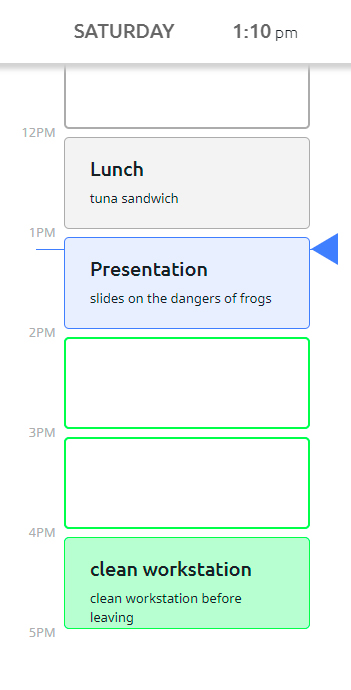 SATURDAY 1:10 pm
12PM
Lunch
tuna sandwich
1PM
Presentation
slides on the dangers of frogs
2PM
3PM
4PM
clean workstation
clean workstation before
leaving
5PM